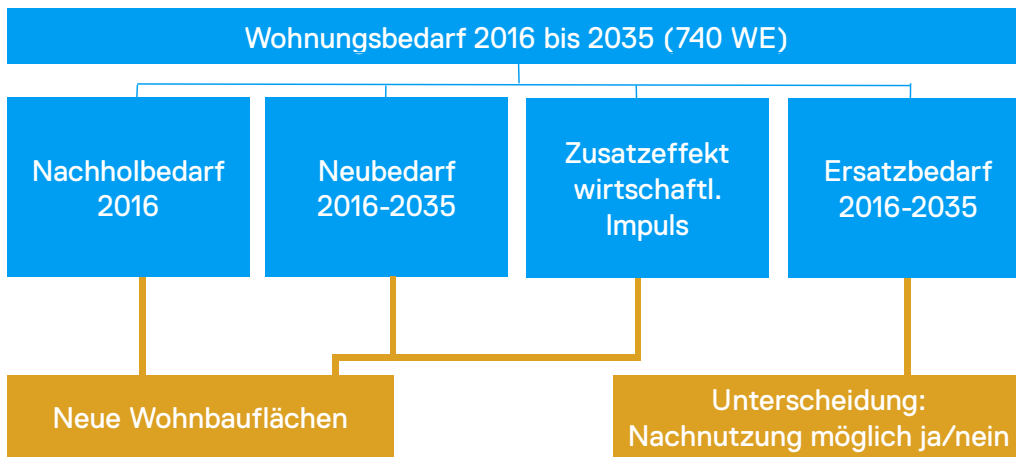 Wohnungsbedarf 2016 bis 2035 (740 WE)
Nachholbedarf
2016
Neubedarf
2016-2035
Zusatzeffekt
wirtschaftl.
Impuls
Ersatzbedarf
2016-2035
Neue Wohnbauflächen
Unterscheidung:
Nachnutzung möglich ja/nein